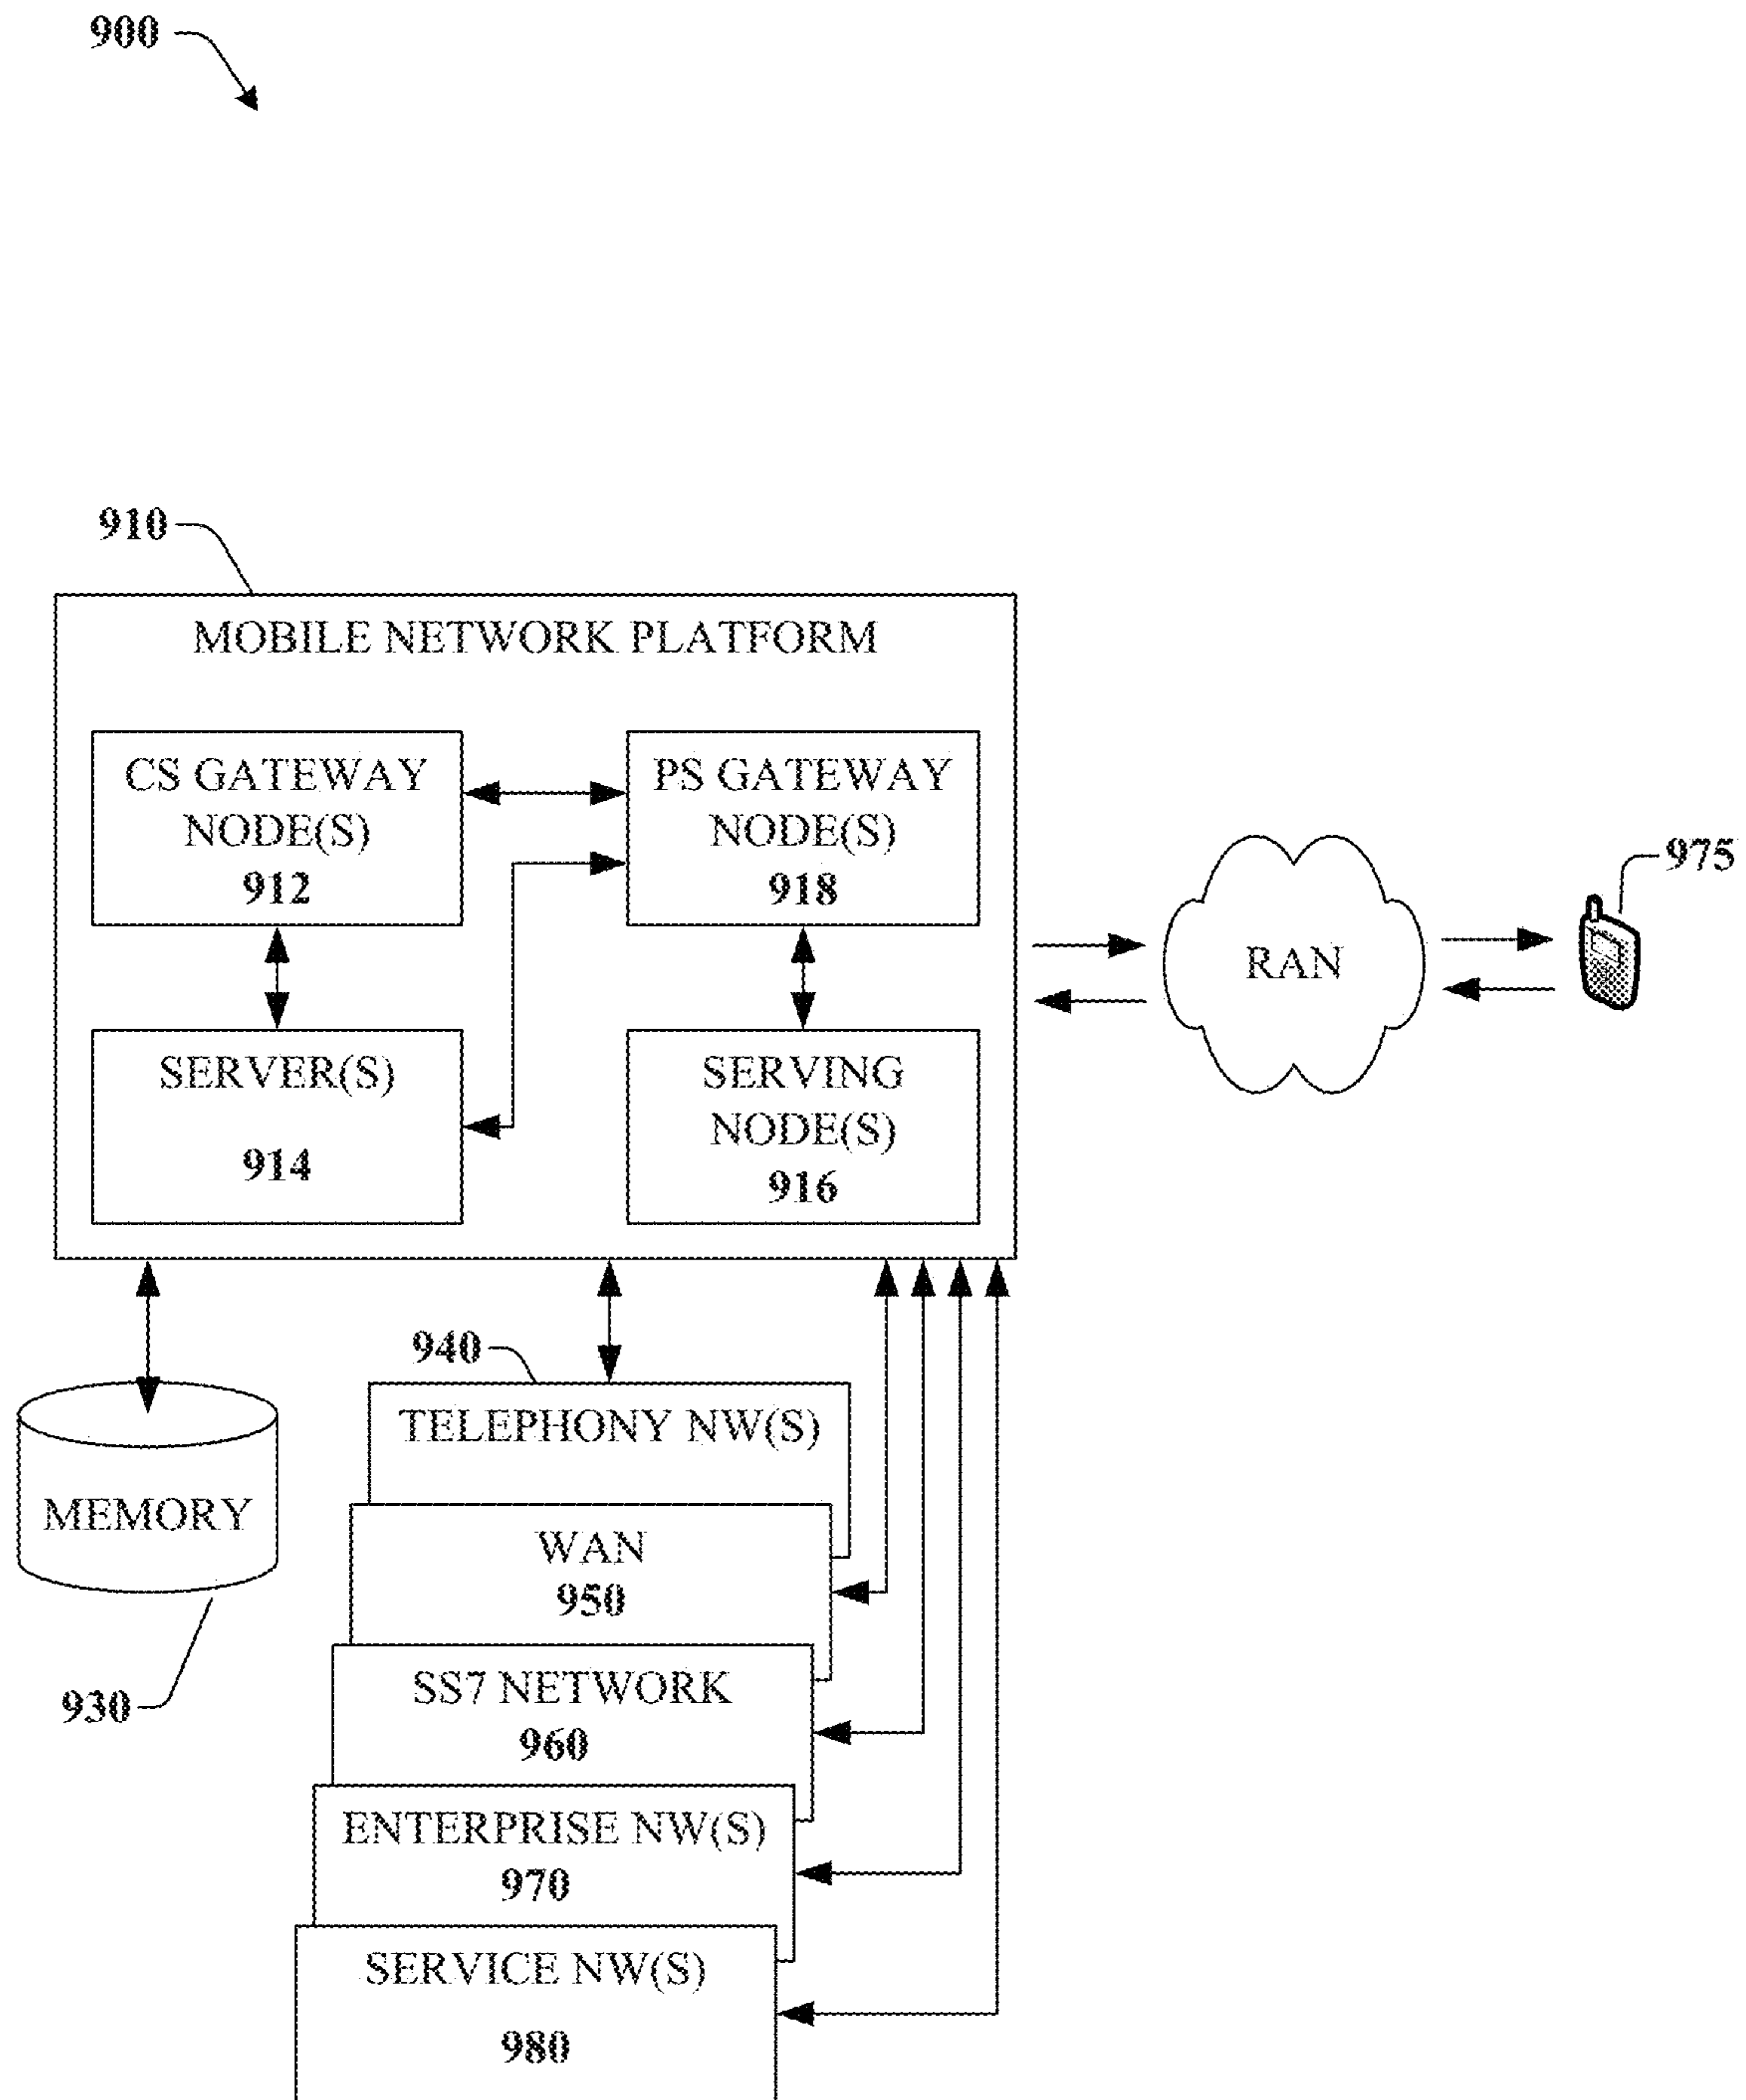 900
910
MOBILE NETWORK PLATFORM
CS GATEWAY
NODE(S)
912
PS GATEWAY
NODE(S)
918
975
RAN
SERVER(S)
914
SERVING
NODE(S)
916
940
TELEPHONY NW(S)
MEMORY
930
WAN
950
SS7 NETWORK
960
ENTERPRISE NW(S)
970
SERVICE NW(S)
980